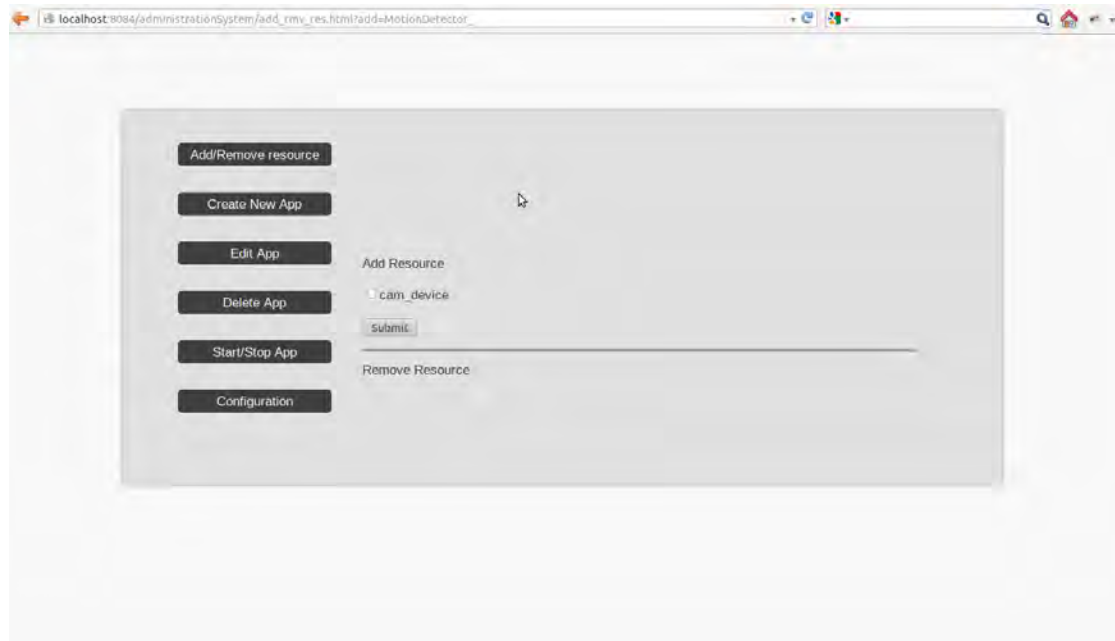 localhost:8084/administrationSystem/add_rmv_res.html?add=MotionDetector_
Add/Remove resource
Create New App
Edit App
Delete App
Start/Stop App
Configuration
Add Resource
cam_device
Submit
Remove Resource